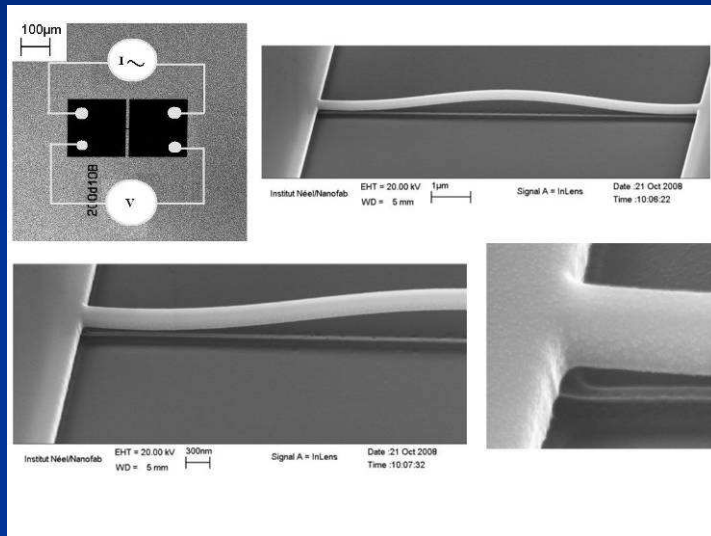 100µm
I ~
200d10B
V
Institut Néel/Nanofab
EHT = 20.00 kV
WD = 5 mm
1µm
Signal A = InLens
Date :21 Oct 2008
Time :10:06:22
Institut Néel/Nanofab
EHT = 20.00 kV
WD = 5 mm
300nm
Signal A = InLens
Date :21 Oct 2008
Time :10:07:32